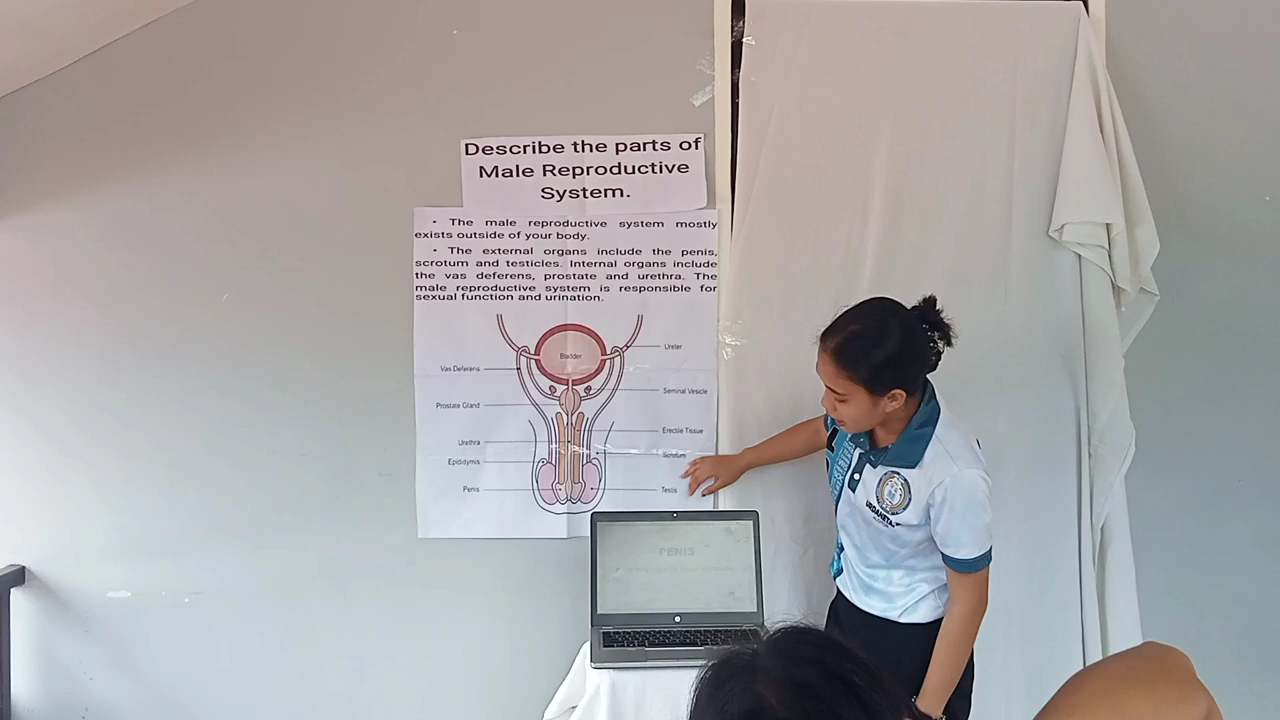 Describe the parts of
Male Reproductive
System.
• The male reproductive system mostly
exists outside of your body.
• The external organs include the penis,
scrotum and testicles. Internal organs include
the vas deferens, prostate and urethra. The
male reproductive system is responsible for
sexual function and urination.
Bladder
Ureter
Vas Deferens
Seminal Vesicle
Prostate Gland
Erectile Tissue
Urethra
Scrotum
Epididymis
Penis
Testis
PENIS
URDANETA